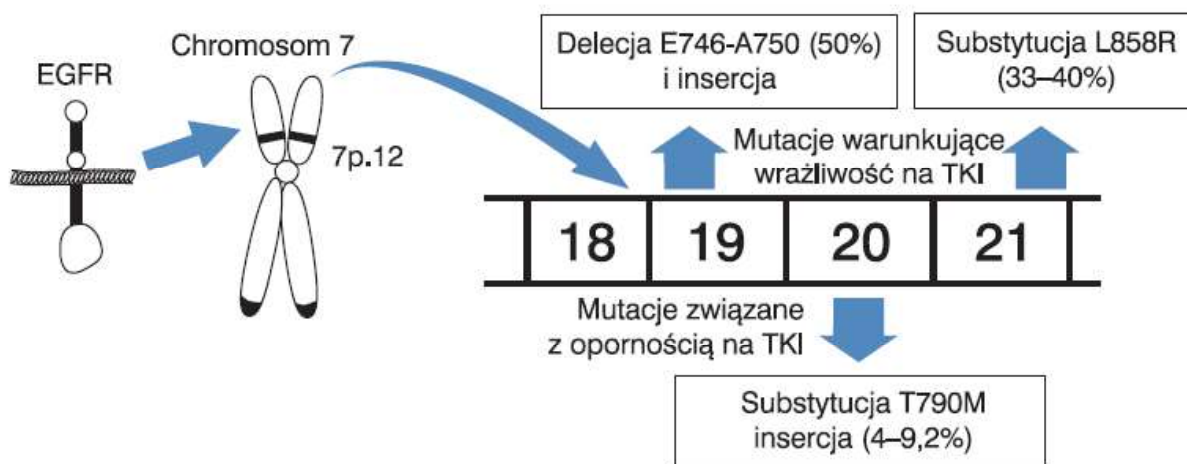 EGFR
Chromosom 7
7p.12
Delecja E746-A750 (50%)
i insercja
Substytucja L858R
(33–40%)
Mutacje warunkujące
wrażliwość na TKI
18 19 20 21
Mutacje związane
z opornością na TKI
Substytucja T790M
insercja (4–9,2%)